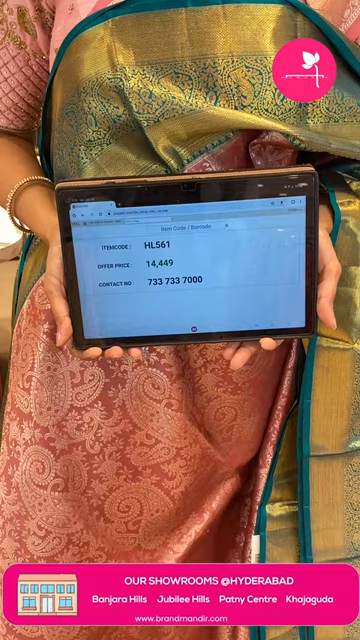 Item Code / Barcode
ITEMCODE : HL561
OFFER PRICE : 14,449
CONTACT NO : 733 733 7000
OUR SHOWROOMS @HYDERABAD
Banjara Hills Jubilee Hills Patny Centre Khajaguda
www.brandmandir.com